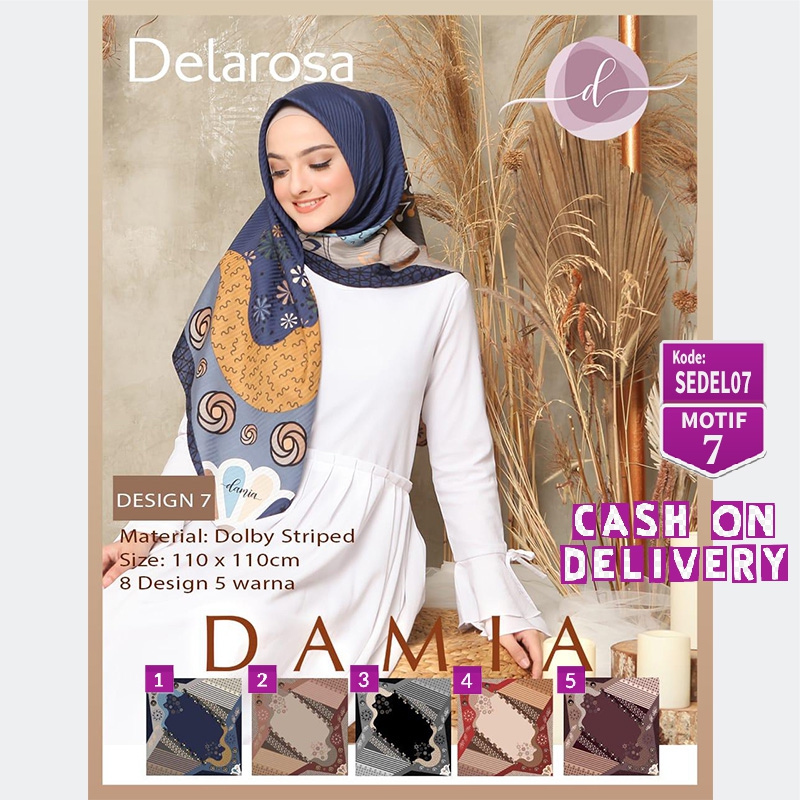 Delarosa
d
Kode:
SEDEL07
MOTIF
7
damia
DESIGN 7
Material: Dolby Striped
Size: 110 x 110cm
8 Design 5 warna
CASH ON
DELIVERY
DAMIA
1 2 3 4 5